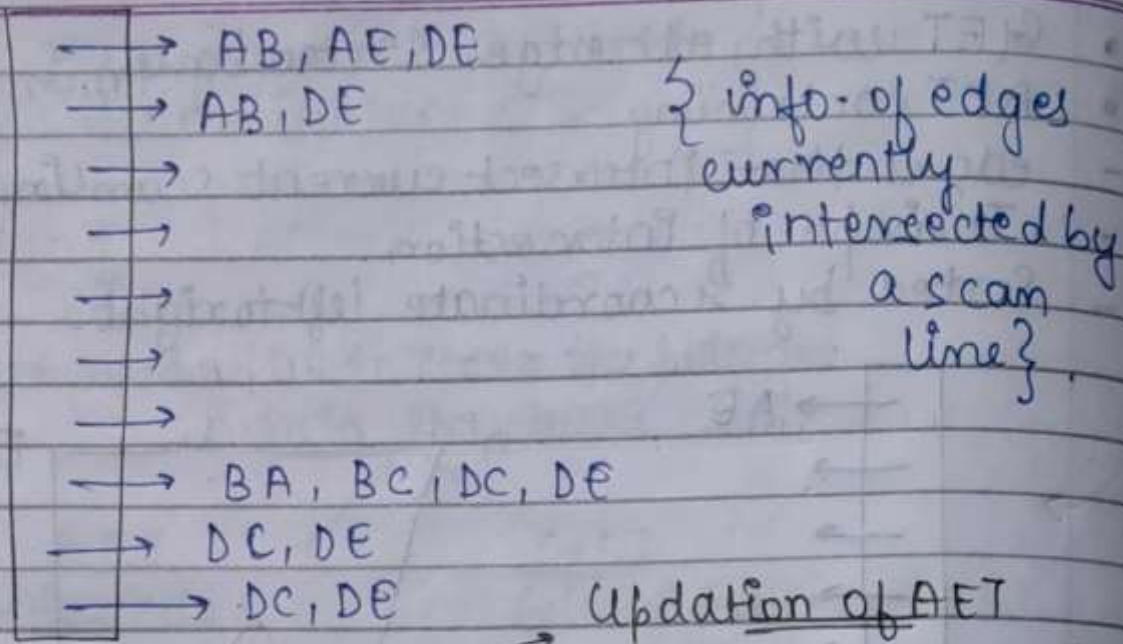 → AB, AE, DE
→ AB, DE
{ info. of edges
→
currently
→
intersected by
→
a scan
→
line}.
→
→ BA, BC, DC, DE
→ DC, DE
→ DC, DE
Updation of AET